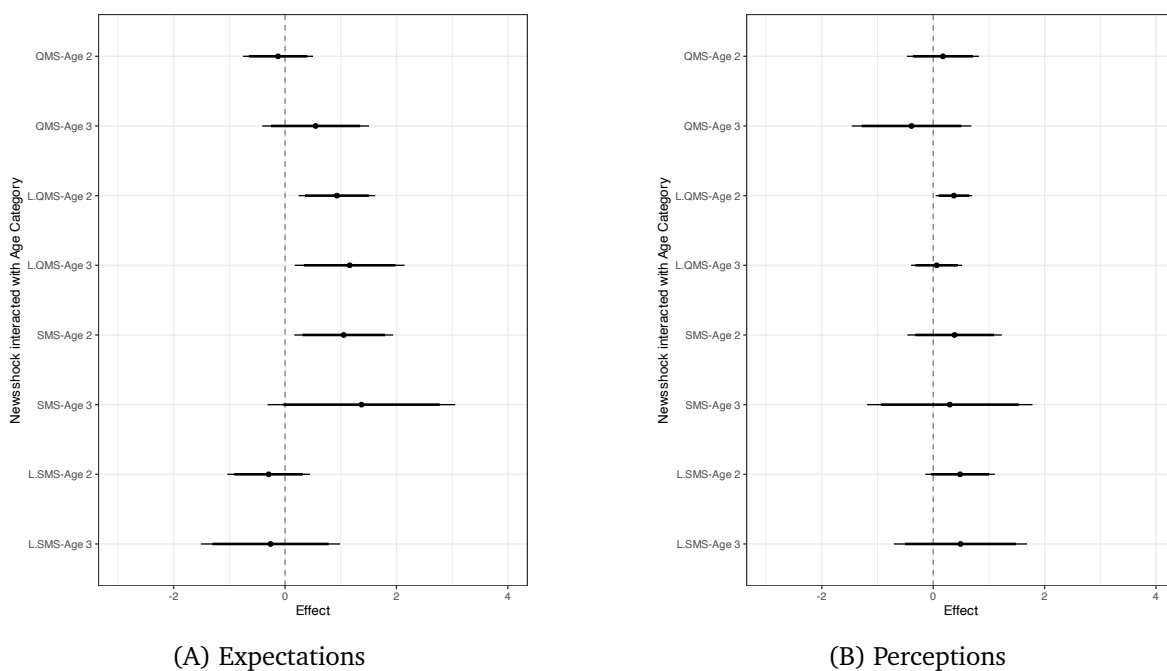 QMS-Age 2
QMS-Age 3
L.QMS-Age 2
L.QMS-Age 3
SMS-Age 2
SMS-Age 3
L.SMS-Age 2
L.SMS-Age 3
Newsshock interacted with Age Category
-2 0 2 4
Effect
(A) Expectations
QMS-Age 2
QMS-Age 3
L.QMS-Age 2
L.QMS-Age 3
SMS-Age 2
SMS-Age 3
L.SMS-Age 2
L.SMS-Age 3
Newsshock interacted with Age Category
-2 0 2 4
Effect
(B) Perceptions